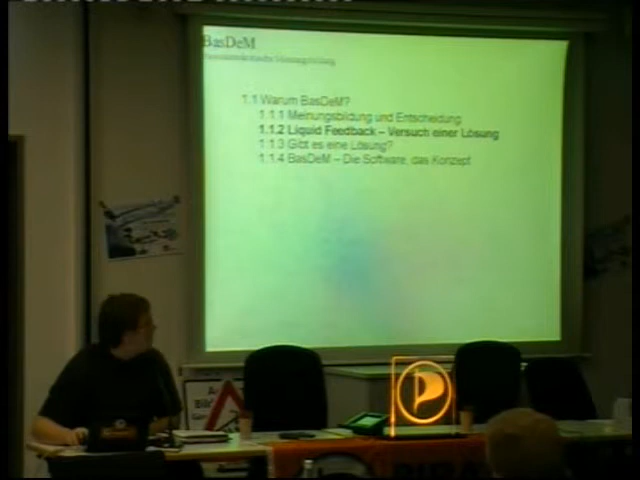 BasDeM
1.1 Warum BasDeM?
1.1.1 Meinungsbildung und Entscheidung
1.1.2 Liquid Feedback – Versuch einer Lösung
1.1.3 Gibt es eine Lösung?
1.1.4 BasDeM – Die Software, das Konzept